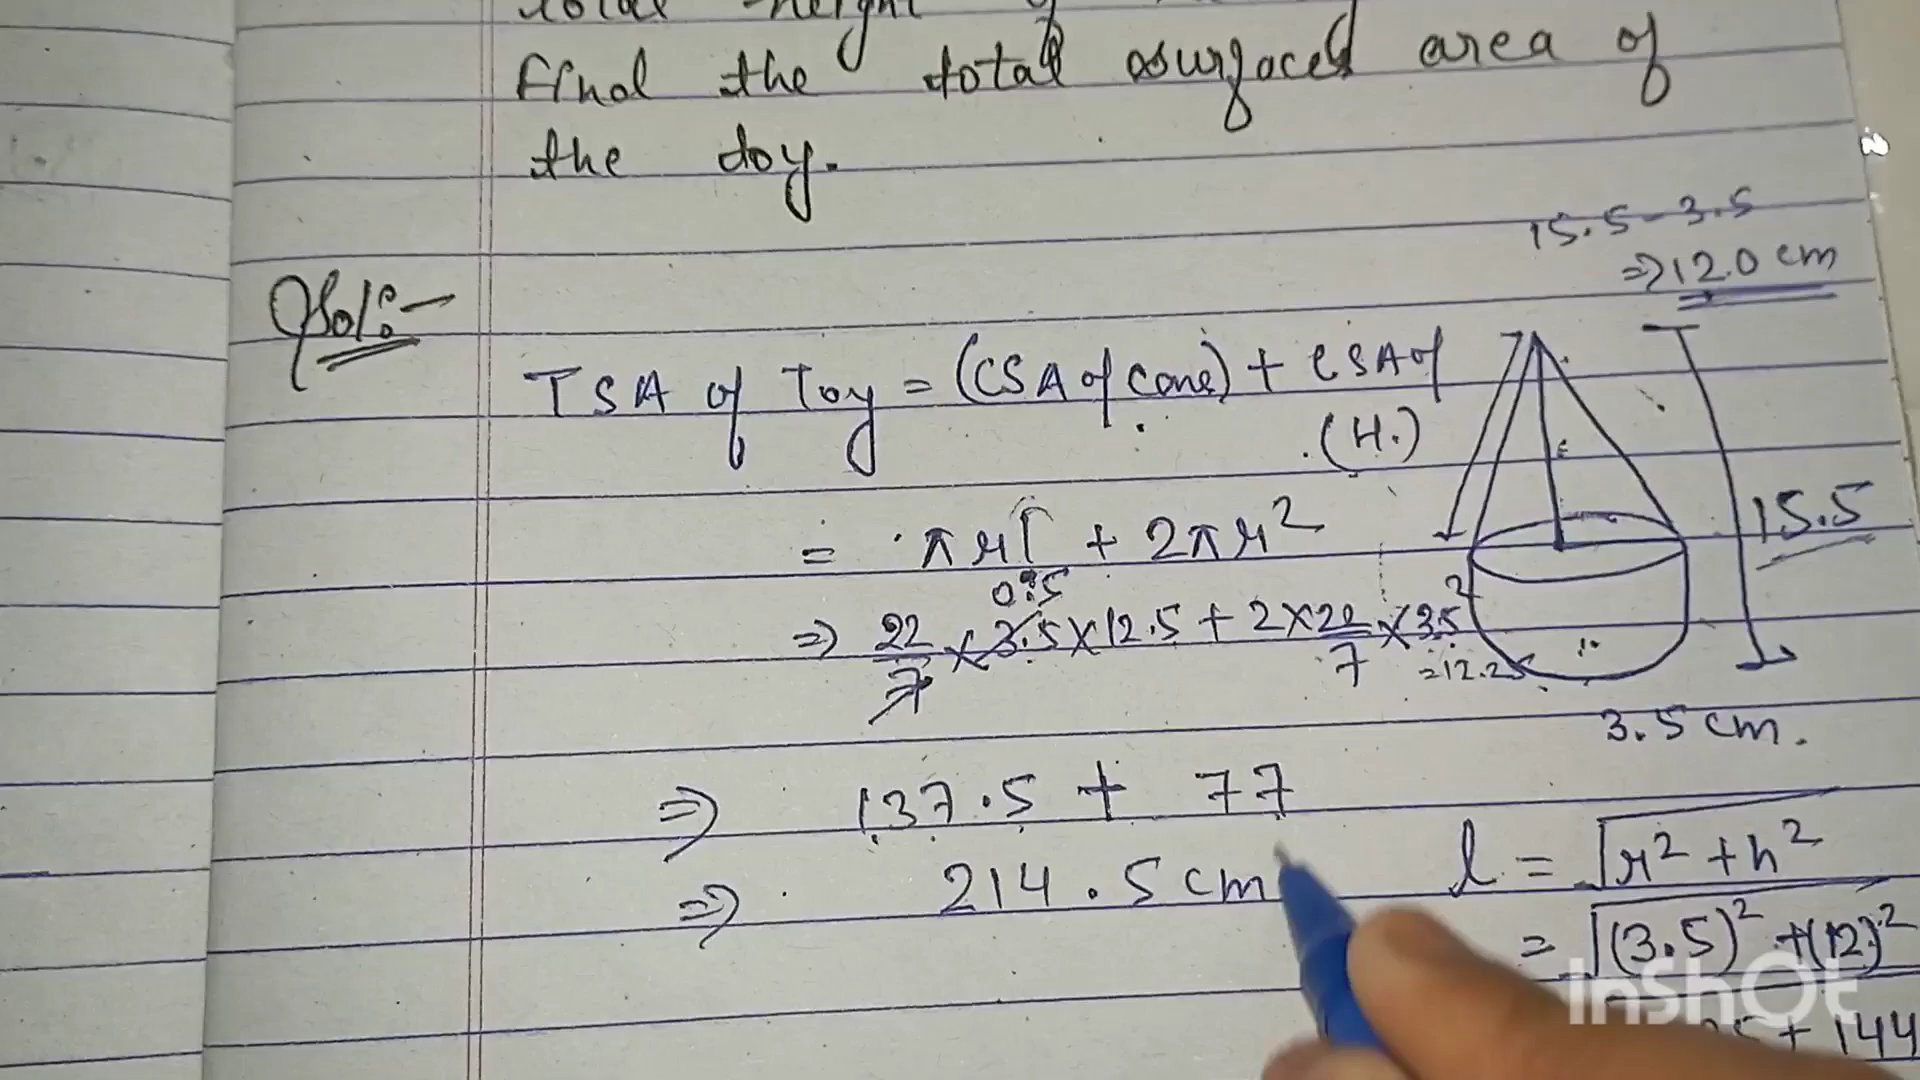 total height of
Find the total surface area of
the toy.
15.5 - 3.5
⇒ 12.0 cm
Sol:-
TSA of Toy = (CSA of Cone) + CSA of
(H.)
= πrl + 2πr²
15.5
0.5
⇒ 22/7 × 3.5 × 12.5 + 2 × 22/7 × 3.5²
= 12.25
3.5 cm.
⇒ 137.5 + 77
⇒ 214.5 cm
l = √r² + h²
= √(3.5)² + (12)²
+ 144
InShOt